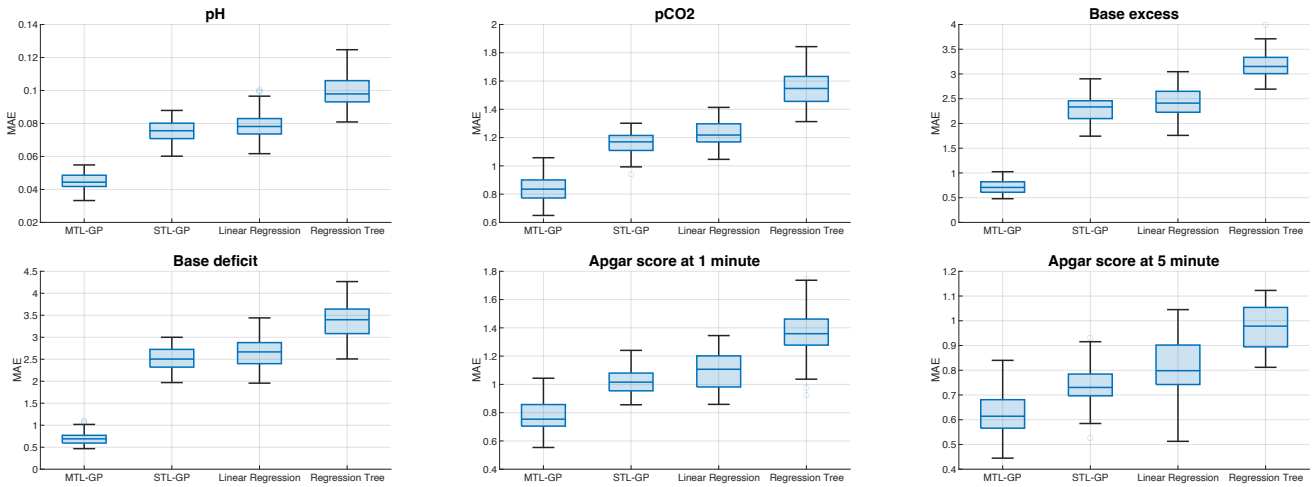 pH
0.14
0.12
0.1
0.08
0.06
0.04
0.02
MAE
MTL-GP STL-GP Linear Regression Regression Tree
pCO2
2
1.8
1.6
1.4
1.2
1
0.8
0.6
MAE
MTL-GP STL-GP Linear Regression Regression Tree
Base excess
4
3.5
3
2.5
2
1.5
1
0.5
0
MAE
MTL-GP STL-GP Linear Regression Regression Tree
Base deficit
4.5
4
3.5
3
2.5
2
1.5
1
0.5
0
MAE
MTL-GP STL-GP Linear Regression Regression Tree
Apgar score at 1 minute
1.8
1.6
1.4
1.2
1
0.8
0.6
0.4
MAE
MTL-GP STL-GP Linear Regression Regression Tree
Apgar score at 5 minute
1.2
1.1
1
0.9
0.8
0.7
0.6
0.5
0.4
MAE
MTL-GP STL-GP Linear Regression Regression Tree